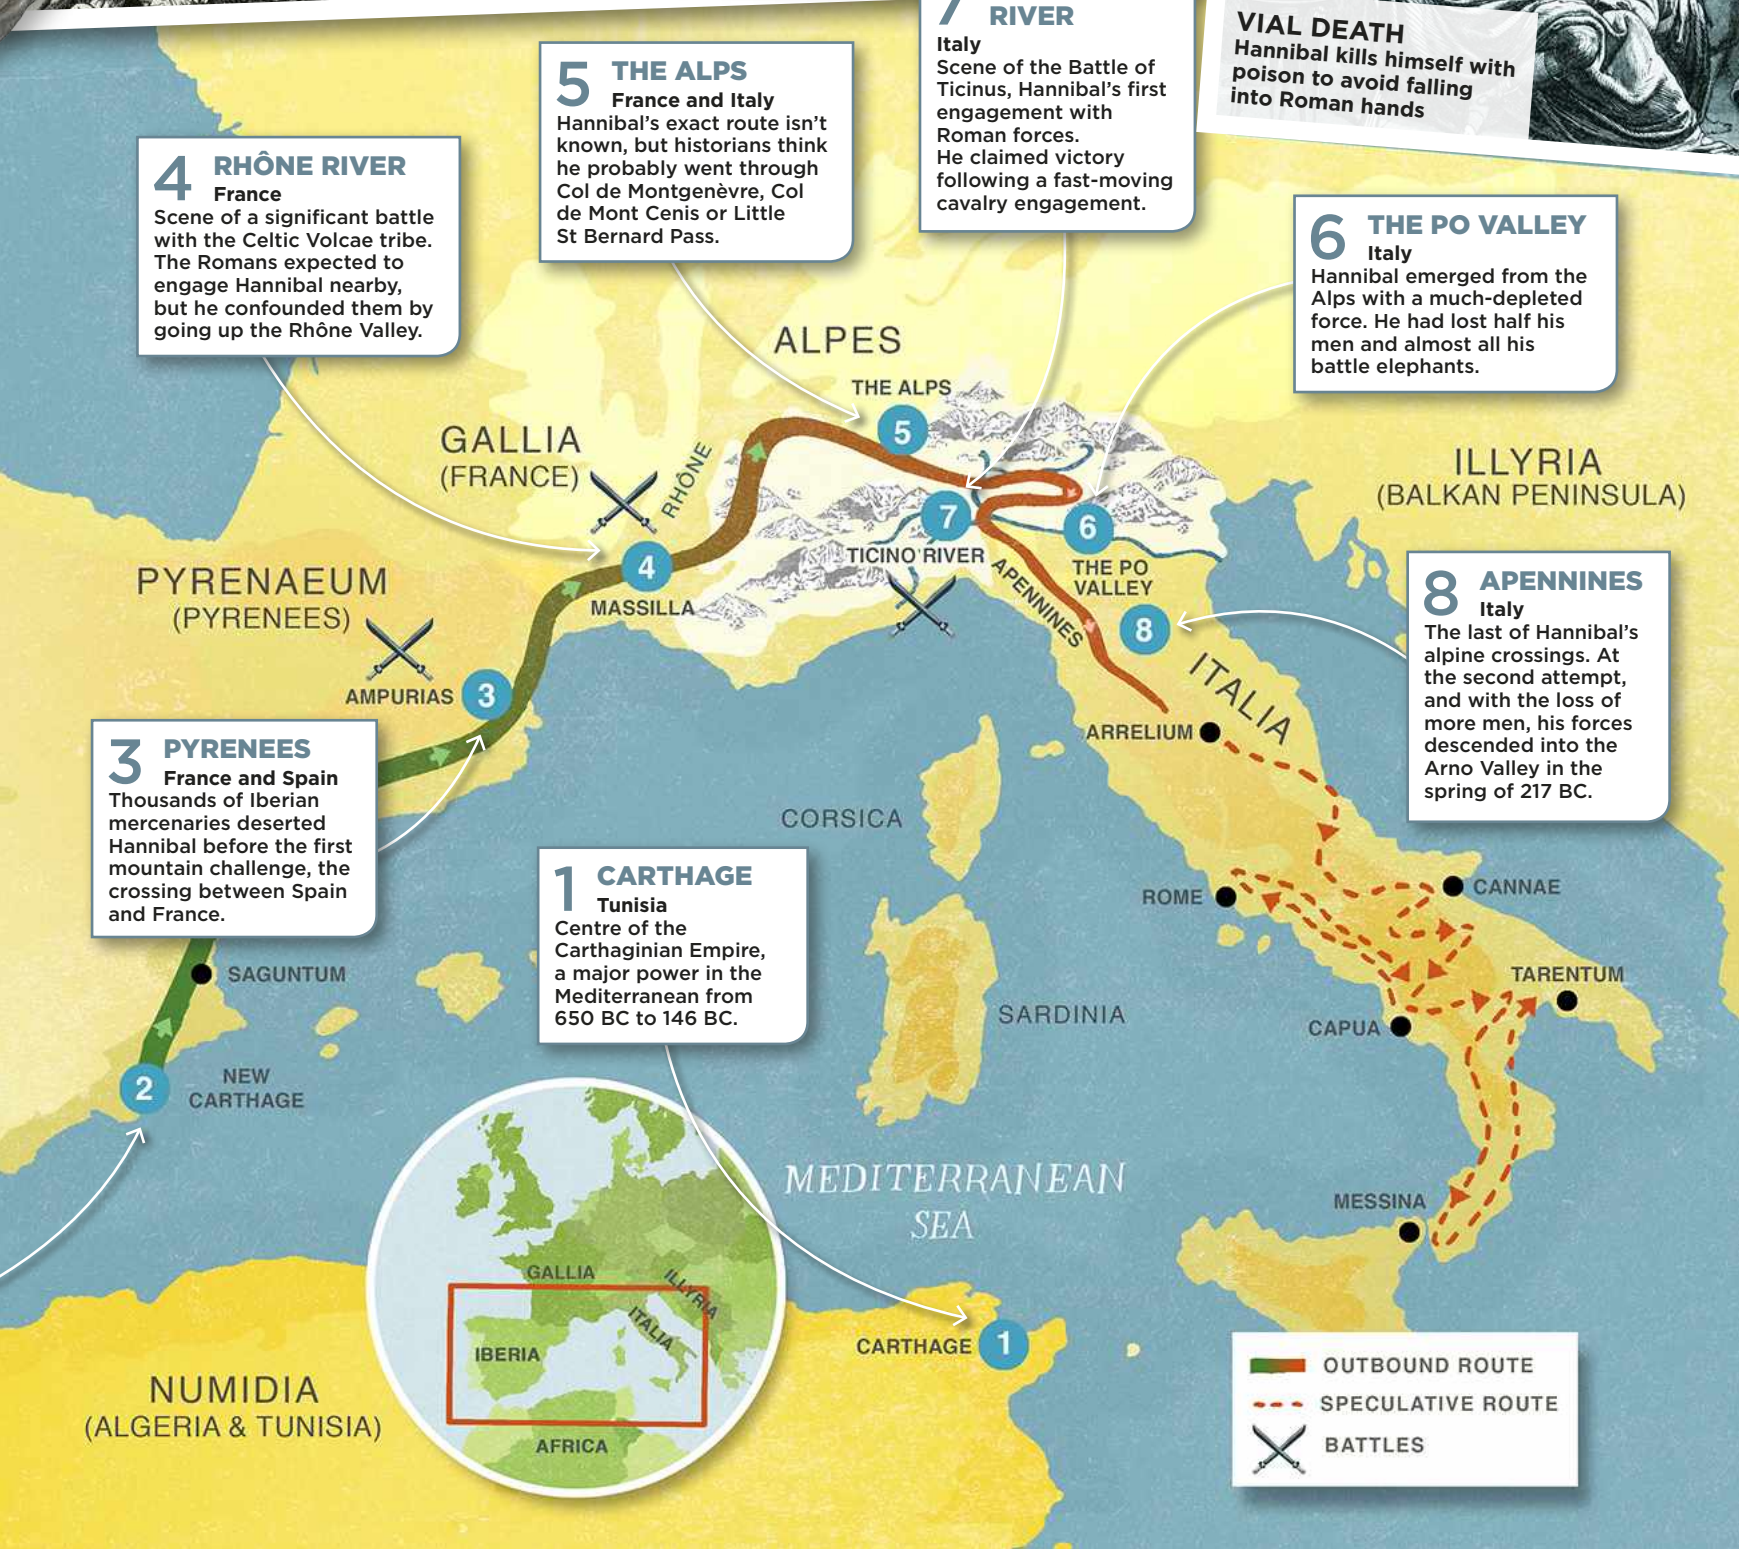 7 RIVER
Italy
Scene of the Battle of
Ticinus, Hannibal's first
engagement with
Roman forces.
He claimed victory
following a fast-moving
cavalry engagement.
VIAL DEATH
Hannibal kills himself with
poison to avoid falling
into Roman hands
5 THE ALPS
France and Italy
Hannibal's exact route isn't
known, but historians think
he probably went through
Col de Montgenèvre, Col
de Mont Cenis or Little
St Bernard Pass.
4 RHÔNE RIVER
France
Scene of a significant battle
with the Celtic Volcae tribe.
The Romans expected to
engage Hannibal nearby,
but he confounded them by
going up the Rhône Valley.
6 THE PO VALLEY
Italy
Hannibal emerged from the
Alps with a much-depleted
force. He had lost half his
men and almost all his
battle elephants.
ALPES
THE ALPS
5
GALLIA
(FRANCE)
RHÔNE
ILLYRIA
(BALKAN PENINSULA)
7
6
TICINO RIVER
THE PO
VALLEY
APENNINES
4
MASSILLA
PYRENAEUM
(PYRENEES)
8
8 APENNINES
Italy
The last of Hannibal's
alpine crossings. At
the second attempt,
and with the loss of
more men, his forces
descended into the
Arno Valley in the
spring of 217 BC.
AMPURIAS
3
ITALIA
ARRELIUM
3 PYRENEES
France and Spain
Thousands of Iberian
mercenaries deserted
Hannibal before the first
mountain challenge, the
crossing between Spain
and France.
CORSICA
1 CARTHAGE
Tunisia
Centre of the
Carthaginian Empire,
a major power in the
Mediterranean from
650 BC to 146 BC.
ROME
CANNAE
SAGUNTUM
TARENTUM
SARDINIA
CAPUA
2
NEW
CARTHAGE
MEDITERRANEAN
SEA
MESSINA
GALLIA
ILLYRIA
ITALIA
IBERIA
AFRICA
CARTHAGE
1
NUMIDIA
(ALGERIA & TUNISIA)
OUTBOUND ROUTE
SPECULATIVE ROUTE
BATTLES